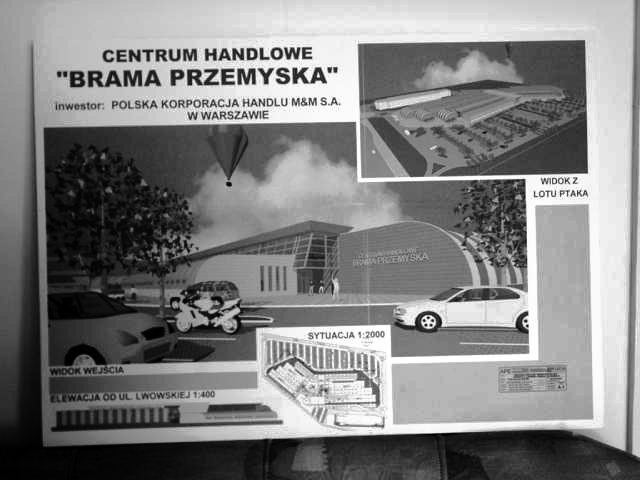 CENTRUM HANDLOWE
"BRAMA PRZEMYSKA"
inwestor: POLSKA KORPORACJA HANDLU M&M S.A.
W WARSZAWIE
WIDOK Z
LOTU PTAKA
CENTRUM HANDLOWE
BRAMA PRZEMYSKA
SYTUACJA 1:2000
WIDOK WEJŚCIA
ELEWACJA OD UL. LWOWSKIEJ 1:400